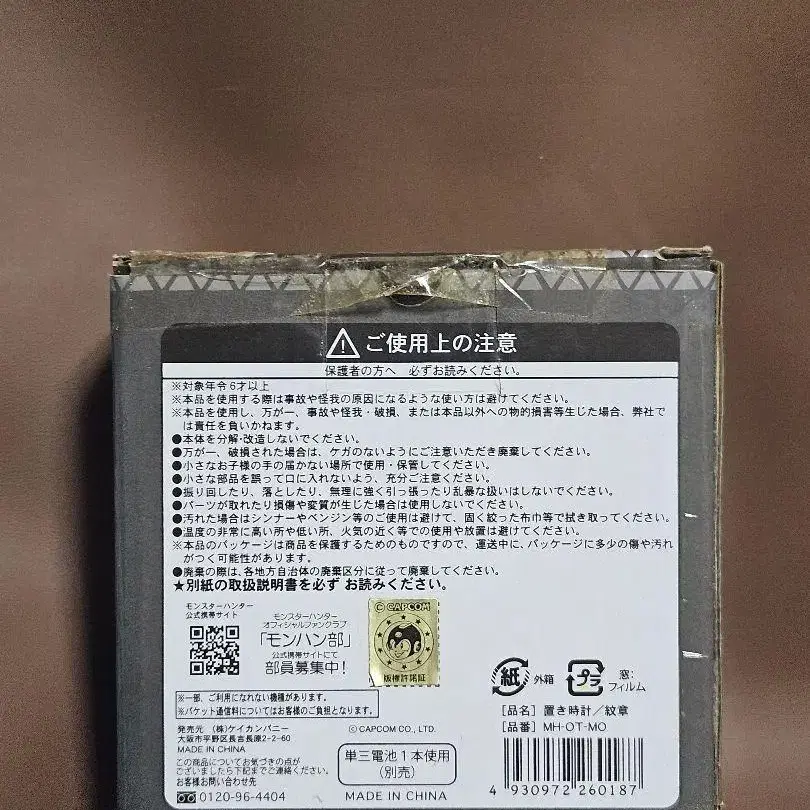 ⚠ ご使用上の注意
保護者の方へ 必ずお読みください。
※対象年令6才以上
※本品を使用する際は事故や怪我の原因になるような使い方は避けてください。
※本品を使用し、万が一、事故や怪我・破損、または本品以外への物的損害等生じた場合、弊社で
は責任を負いかねます。
●本体を分解・改造しないでください。
●万が一、破損された場合は、ケガのないようにご注意いただき廃棄してください。
●小さなお子様の手の届かない場所で使用・保管してください。
●小さな部品を誤って口に入れないよう、充分ご注意ください。
●振り回したり、落としたり、無理に強く引っ張ったり乱暴な扱いはしないでください。
●パーツが取れたり損傷や変質が生じた場合は使用しないでください。
●汚れた場合はシンナーやベンジン等のご使用は避けて、固く絞った布巾等で拭き取ってください。
●温度の非常に高い所や低い所、火気の近く等での使用や放置は避けてください。
※本品のパッケージは商品を保護するためのものですので、運送中に、パッケージに多少の傷や汚れ
がつく可能性があります。
●廃棄の際は、各地方自治体の廃棄区分に従って廃棄してください。
★別紙の取扱説明書を必ず お読みください。
モンスターハンター
公式携帯サイト
モンスターハンター
オフィシャルファンクラブ
「モンハン部」
公式携帯サイトにて
部員募集中!
© CAPCOM
版権許諾証
紙 外箱
プラ 窓:
フィルム
※一部、ご利用になれない機種があります。
※パケット通信料についてはお客様のご負担となります。
[品名] 置き時計/紋章
[品番] MH-OT-MO
発売元 (株)ケイカンパニー
大阪市平野区長吉長原2-2-60
MADE IN CHINA
この商品についてお気づきの点が
ございましたら下記までご連絡ください。
お客様お問い合わせ先
0120-96-4404
©CAPCOM CO., LTD.
単三電池1本使用
(別売)
MADE IN CHINA
4 930972 260187